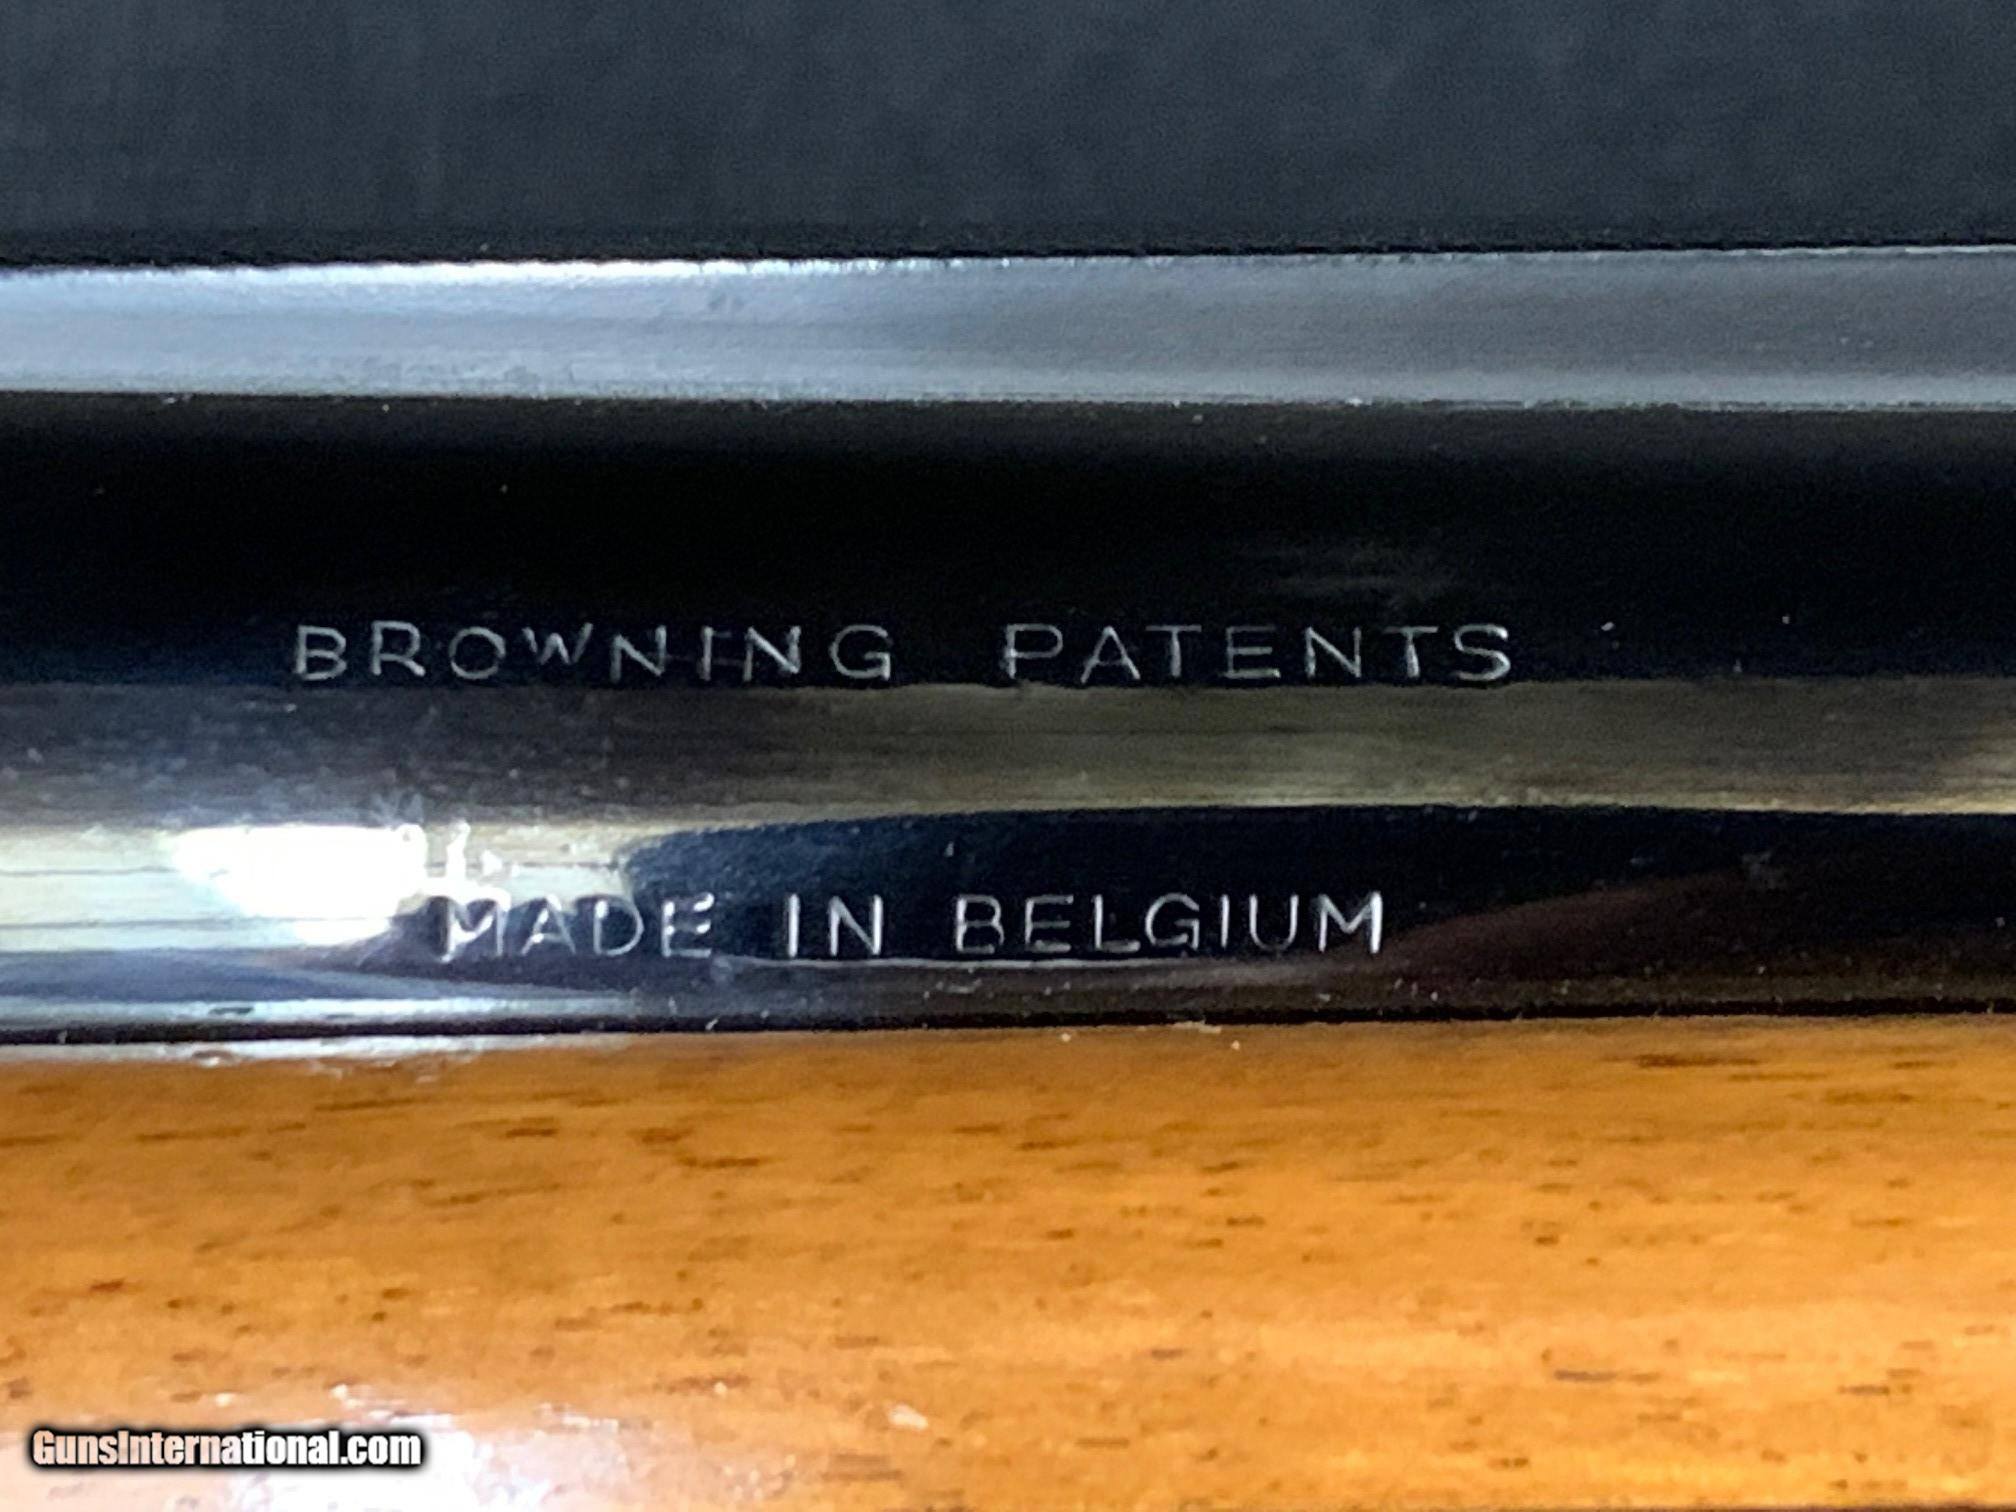 BROWNING PATENTS
MADE IN BELGIUM
GunsInternational.com